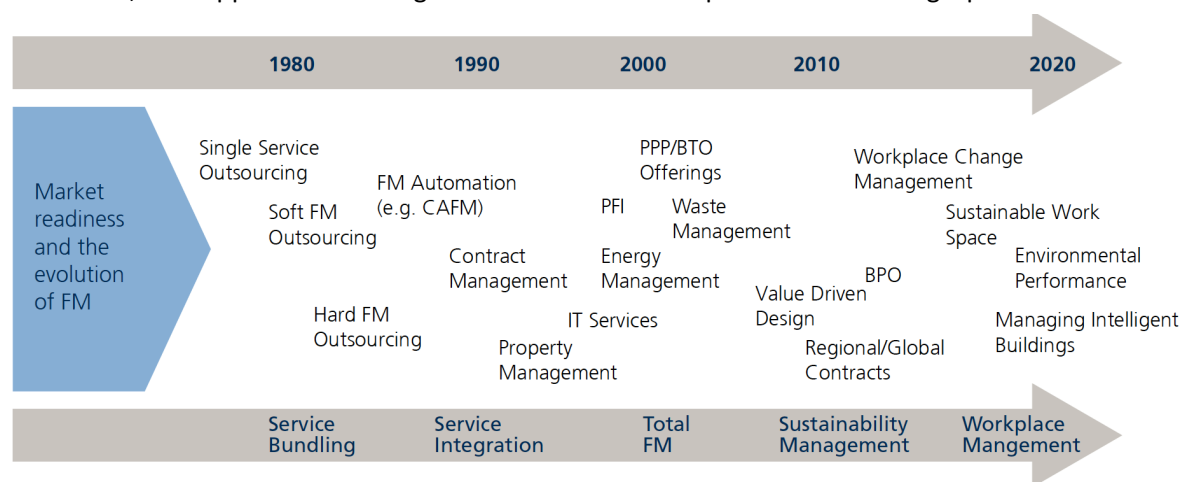 1980 1990 2000 2010 2020
Market
readiness
and the
evolution
of FM
Single Service
Outsourcing
Soft FM
Outsourcing
Hard FM
Outsourcing
FM Automation
(e.g. CAFM)
Contract
Management
Property
Management
IT Services
PFI
Energy
Management
PPP/BTO
Offerings
Waste
Management
Value Driven
Design
BPO
Regional/Global
Contracts
Workplace Change
Management
Sustainable Work
Space
Environmental
Performance
Managing Intelligent
Buildings
Service
Bundling
Service
Integration
Total
FM
Sustainability
Management
Workplace
Mangement